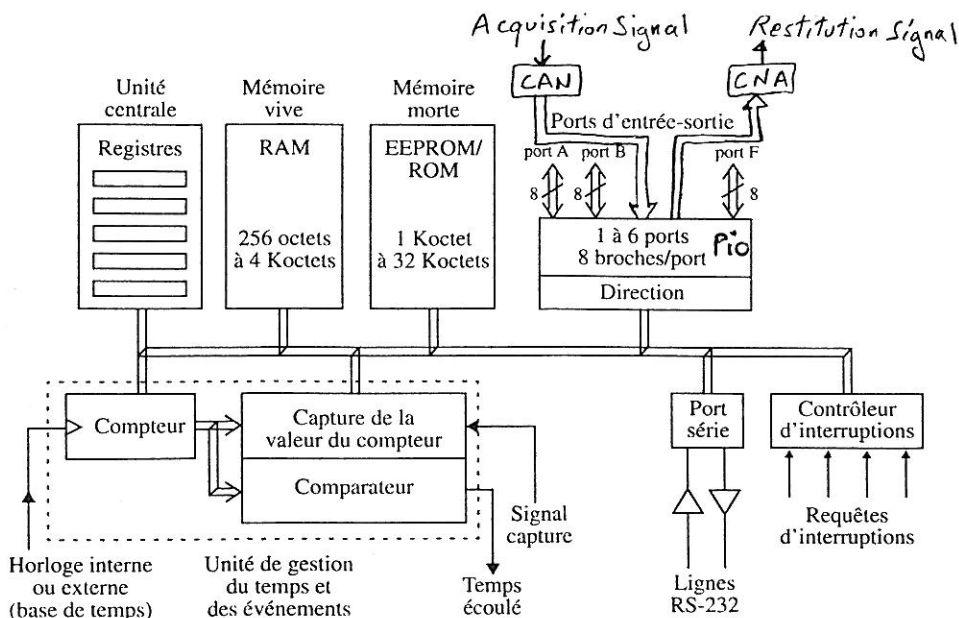 Acquisition Signal
Restitution Signal
CAN
CNA
Unité
centrale
Mémoire
vive
Mémoire
morte
Ports d'entrée-sortie
Registres
RAM
EEPROM/
ROM
port A
port B
port F
8
8
8
256 octets
à 4 Koctets
1 Koctet
à 32 Koctets
1 à 6 ports
8 broches/port
Pio
Direction
Compteur
Capture de la
valeur du compteur
Comparateur
Port
série
Contrôleur
d'interruptions
Signal
capture
Requêtes
d'interruptions
Horloge interne
ou externe
(base de temps)
Unité de gestion
du temps et
des événements
Temps
écoulé
Lignes
RS-232